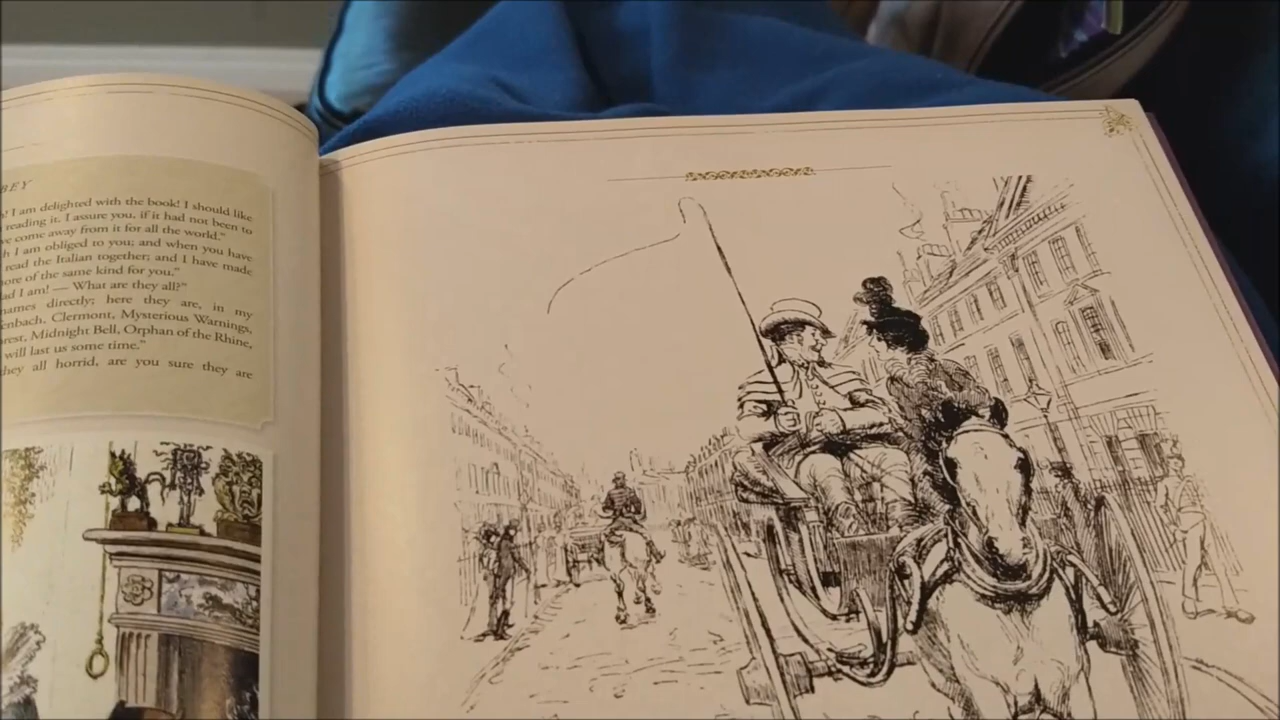 BEY
! I am delighted with the book! I should like
reading it, I assure you, if it had not been to
ve come away from it for all the world."
h I am obliged to you; and when you have
read the Italian together; and I have made
more of the same kind for you."
ad I am! — What are they all?"
names directly; here they are, in my
fenbach, Clermont, Mysterious Warnings,
rest, Midnight Bell, Orphan of the Rhine,
will last us some time."
they all horrid, are you sure they are